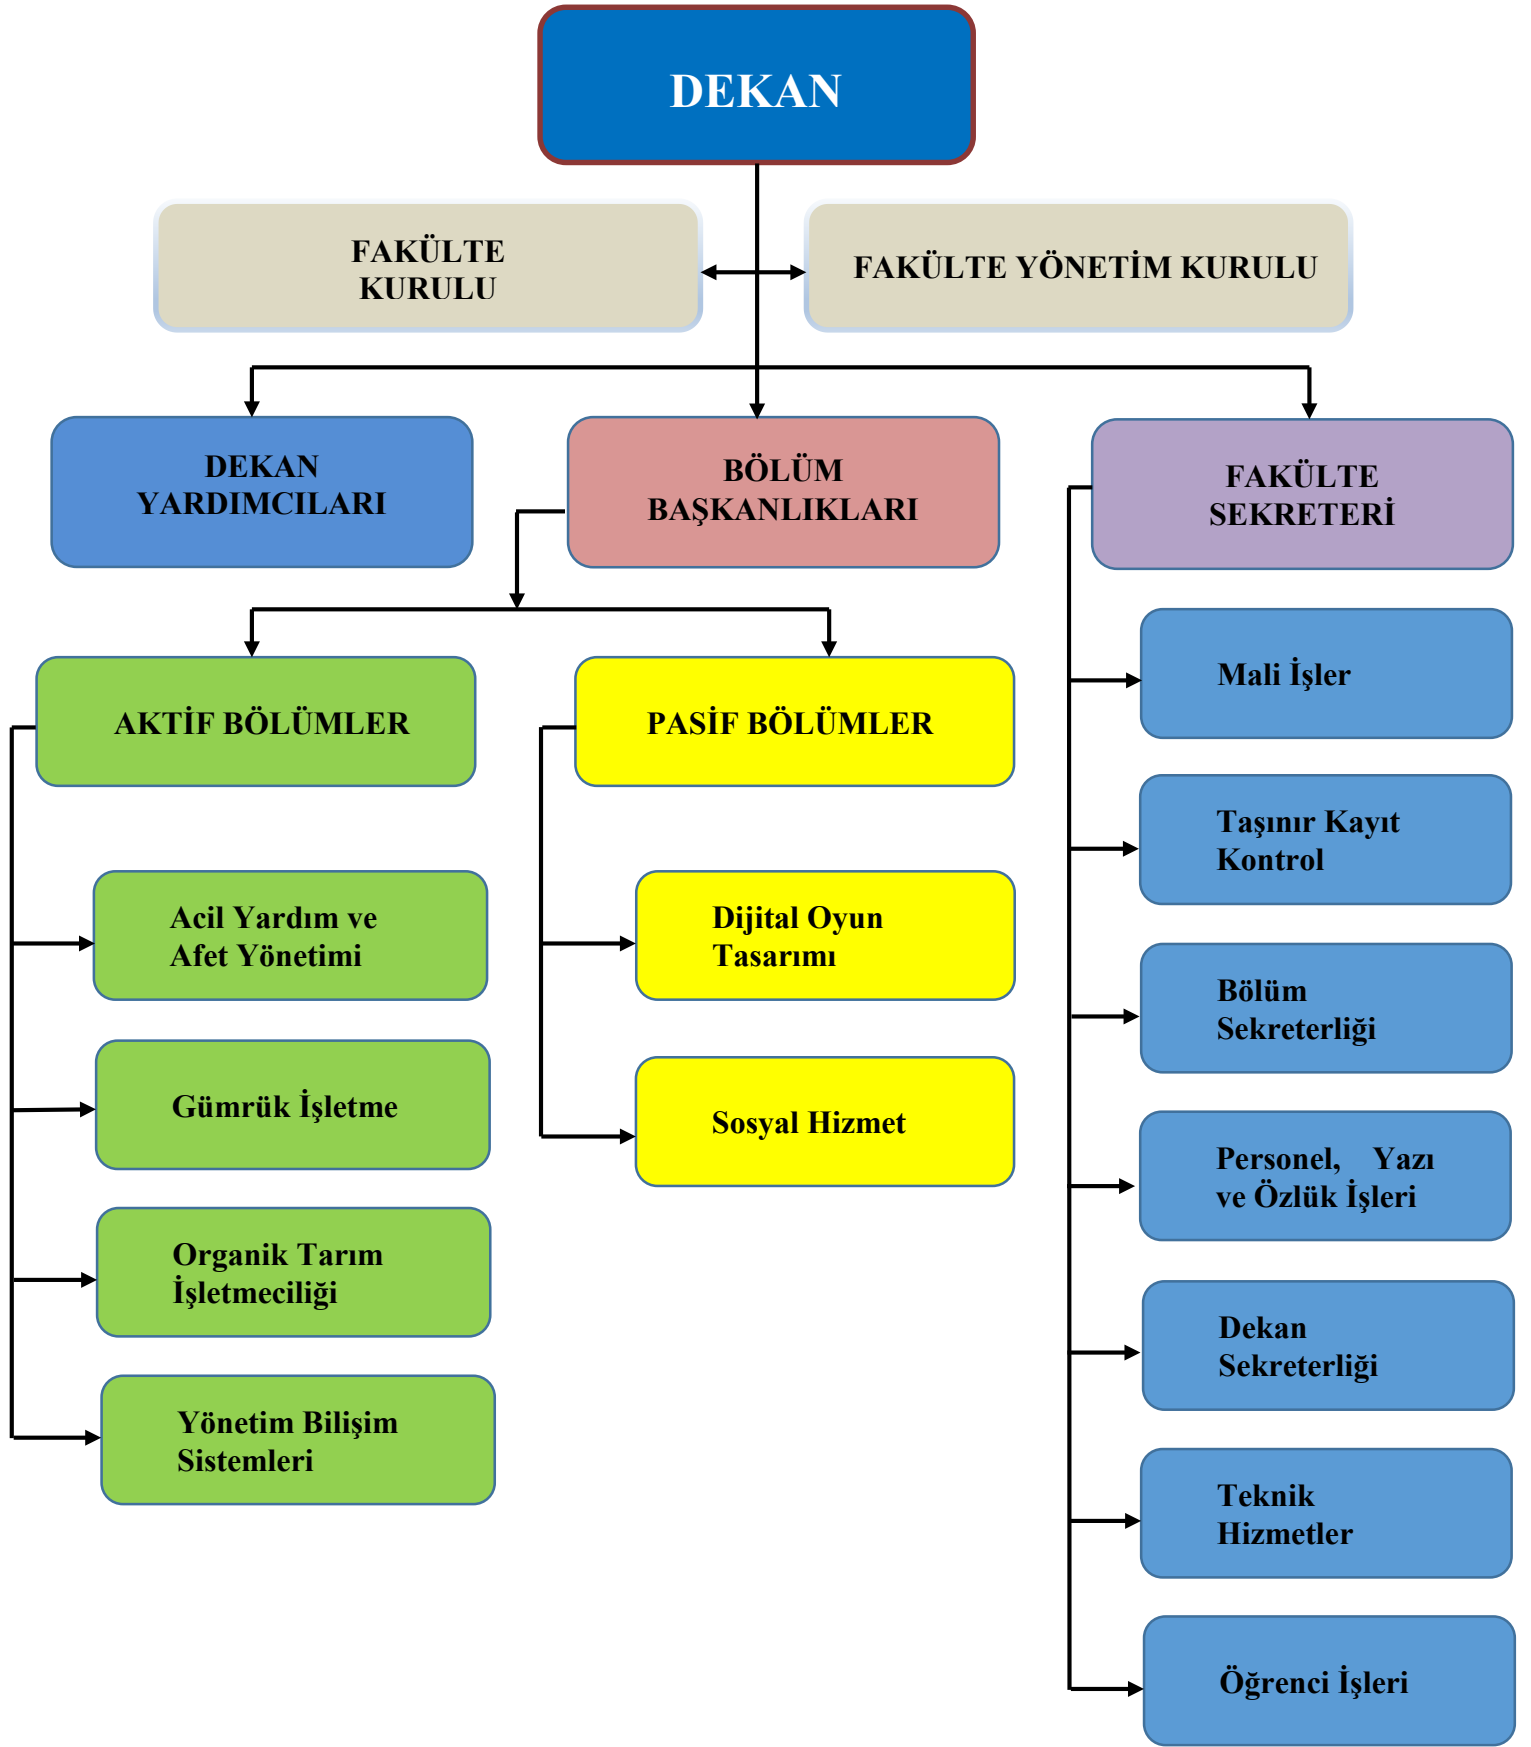 DEKAN
FAKÜLTE
KURULU
FAKÜLTE YÖNETİM KURULU
DEKAN
YARDIMCILARI
BÖLÜM
BAŞKANLIKLARI
FAKÜLTE
SEKRETERİ
AKTİF BÖLÜMLER
Acil Yardım ve
Afet Yönetimi
Gümrük İşletme
Organik Tarım
İşletmeciliği
Yönetim Bilişim
Sistemleri
PASİF BÖLÜMLER
Dijital Oyun
Tasarımı
Sosyal Hizmet
Mali İşler
Taşınır Kayıt
Kontrol
Bölüm
Sekreterliği
Personel, Yazı
ve Özlük İşleri
Dekan
Sekreterliği
Teknik
Hizmetler
Öğrenci İşleri